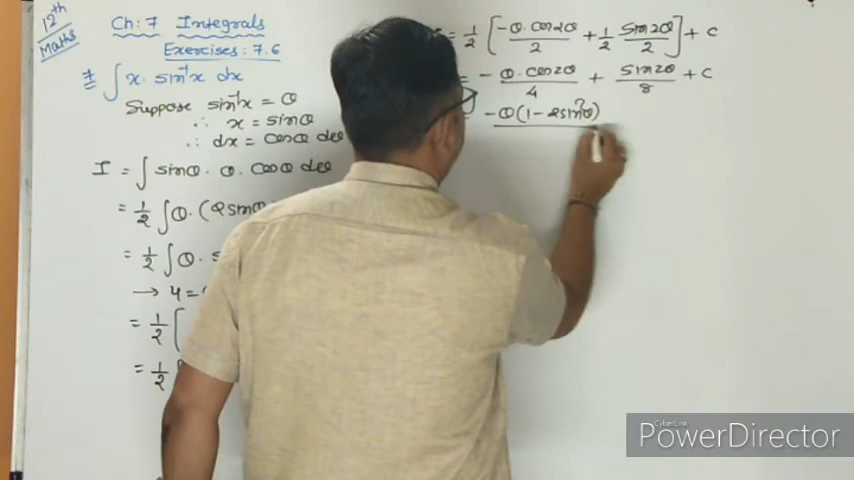 12th
Maths
Ch: 7 Integrals
Exercises: 7.6
7 ∫ x. sin⁻¹x dx
Suppose sin⁻¹x = θ
∴ x = sinθ
∴ dx = cosθ dθ
I = ∫ sinθ. θ. cosθ dθ
= 1/2 ∫ θ. (2sinθ
= 1/2 ∫ θ.
→ u =
= 1/2 [
= 1/2
= 1/2 [ -θ.cos2θ/2 + 1/2 sin2θ/2 ] + c
= -θ.cos2θ/4 + sin2θ/8 + c
-θ(1-2sin²θ)
CyberLink
PowerDirector